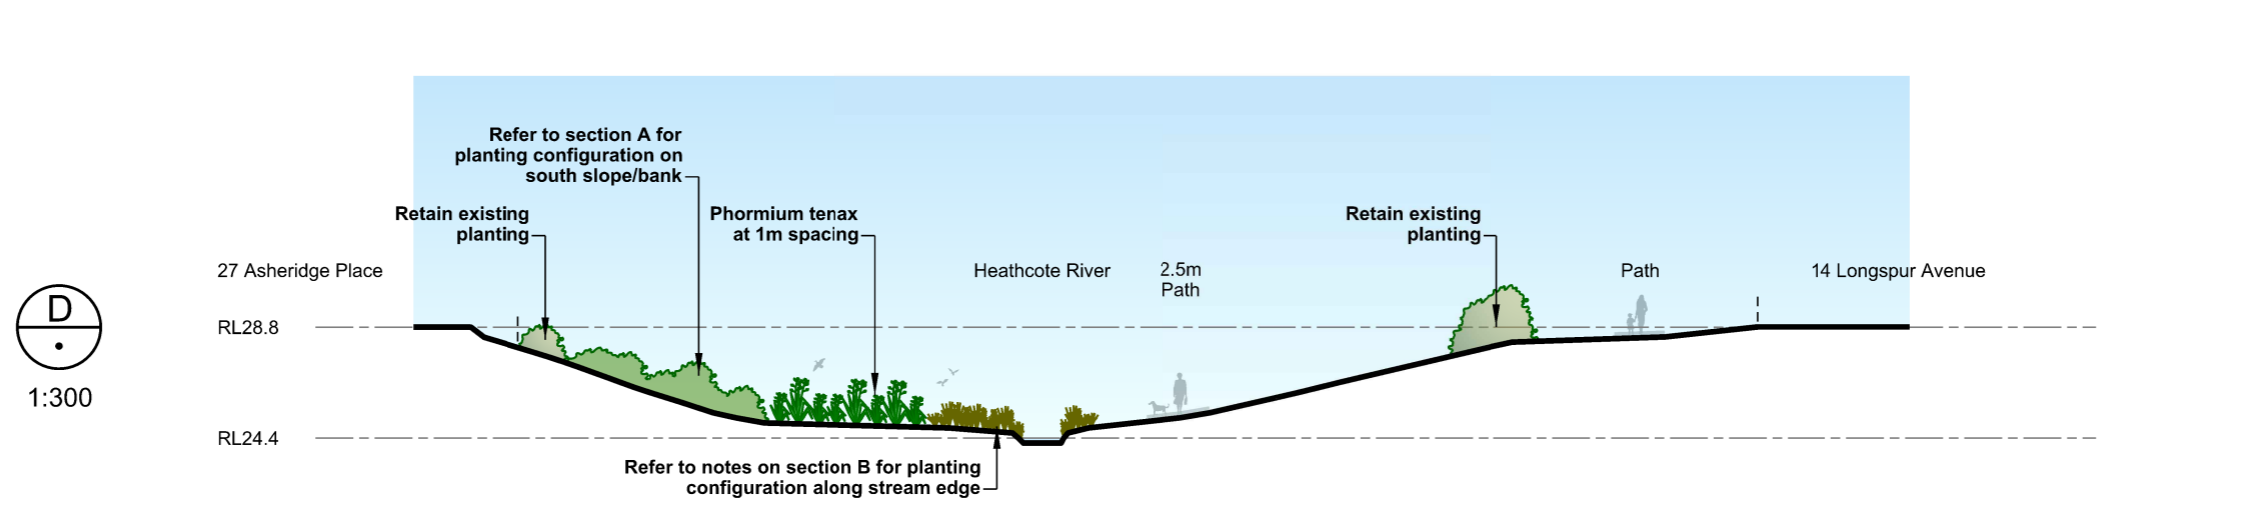 Refer to section A for
planting configuration on
south slope/bank
Retain existing
planting
Phormium tenax
at 1m spacing
Retain existing
planting
27 Asheridge Place
Heathcote River
2.5m
Path
Path
14 Longspur Avenue
D
1:300
RL28.8
RL24.4
Refer to notes on section B for planting
configuration along stream edge